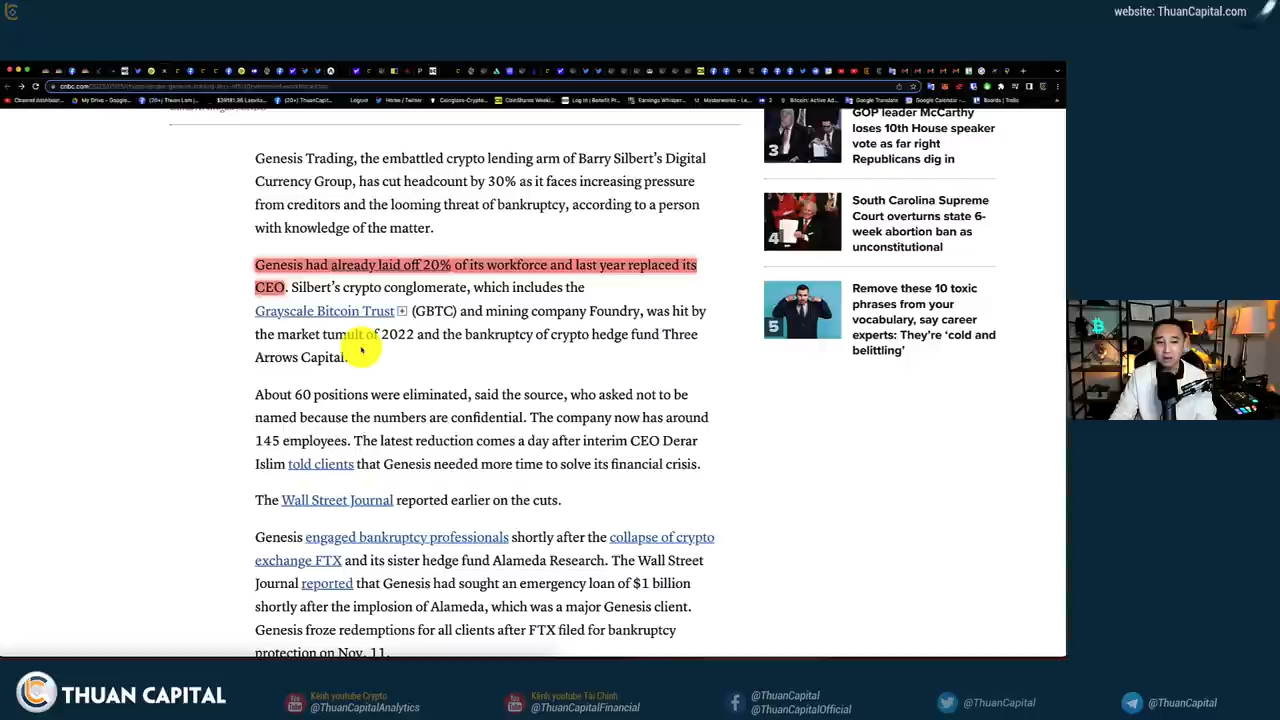 website: ThuanCapital.com
Genesis Trading, the embattled crypto lending arm of Barry Silbert's Digital
Currency Group, has cut headcount by 30% as it faces increasing pressure
from creditors and the looming threat of bankruptcy, according to a person
with knowledge of the matter.
Genesis had already laid off 20% of its workforce and last year replaced its
CEO. Silbert's crypto conglomerate, which includes the
Grayscale Bitcoin Trust (GBTC) and mining company Foundry, was hit by
the market tumult of 2022 and the bankruptcy of crypto hedge fund Three
Arrows Capital.
About 60 positions were eliminated, said the source, who asked not to be
named because the numbers are confidential. The company now has around
145 employees. The latest reduction comes a day after interim CEO Derar
Islim told clients that Genesis needed more time to solve its financial crisis.
The Wall Street Journal reported earlier on the cuts.
Genesis engaged bankruptcy professionals shortly after the collapse of crypto
exchange FTX and its sister hedge fund Alameda Research. The Wall Street
Journal reported that Genesis had sought an emergency loan of $1 billion
shortly after the implosion of Alameda, which was a major Genesis client.
Genesis froze redemptions for all clients after FTX filed for bankruptcy
protection on Nov. 11.
3
GOP leader McCarthy
loses 10th House speaker
vote as far right
Republicans dig in
4
South Carolina Supreme
Court overturns state 6-
week abortion ban as
unconstitutional
5
Remove these 10 toxic
phrases from your
vocabulary, say career
experts: They're 'cold and
belittling'
THUAN CAPITAL
Kênh youtube Crypto
@ThuanCapitalAnalytics
Kênh youtube Tài Chính
@ThuanCapitalFinancial
@ThuanCapital
@ThuanCapitalOfficial
@ThuanCapital
@ThuanCapital